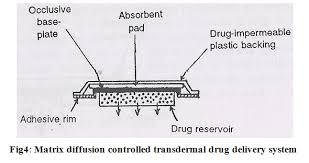 Occlusive
base-
plate
Absorbent
pad
Drug-impermeable
plastic backing
Adhesive rim
Drug reservoir
Fig4: Matrix diffusion controlled transdermal drug delivery system